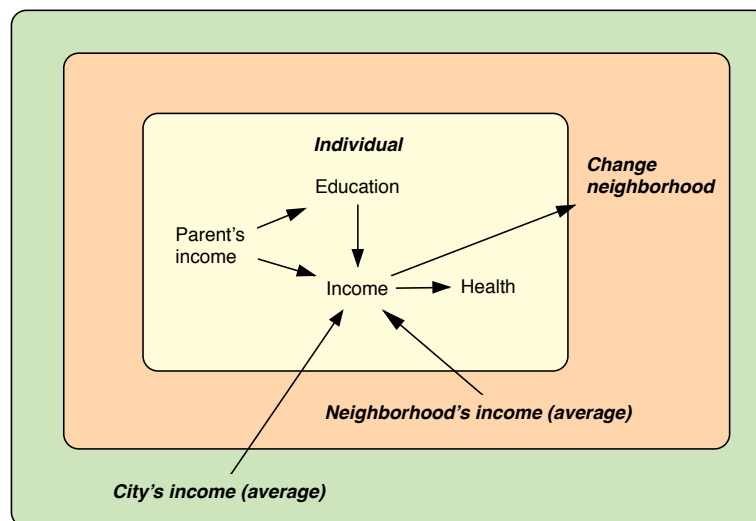 Individual
Change
neighborhood
Education
Parent's
income
Income
Health
Neighborhood's income (average)
City's income (average)